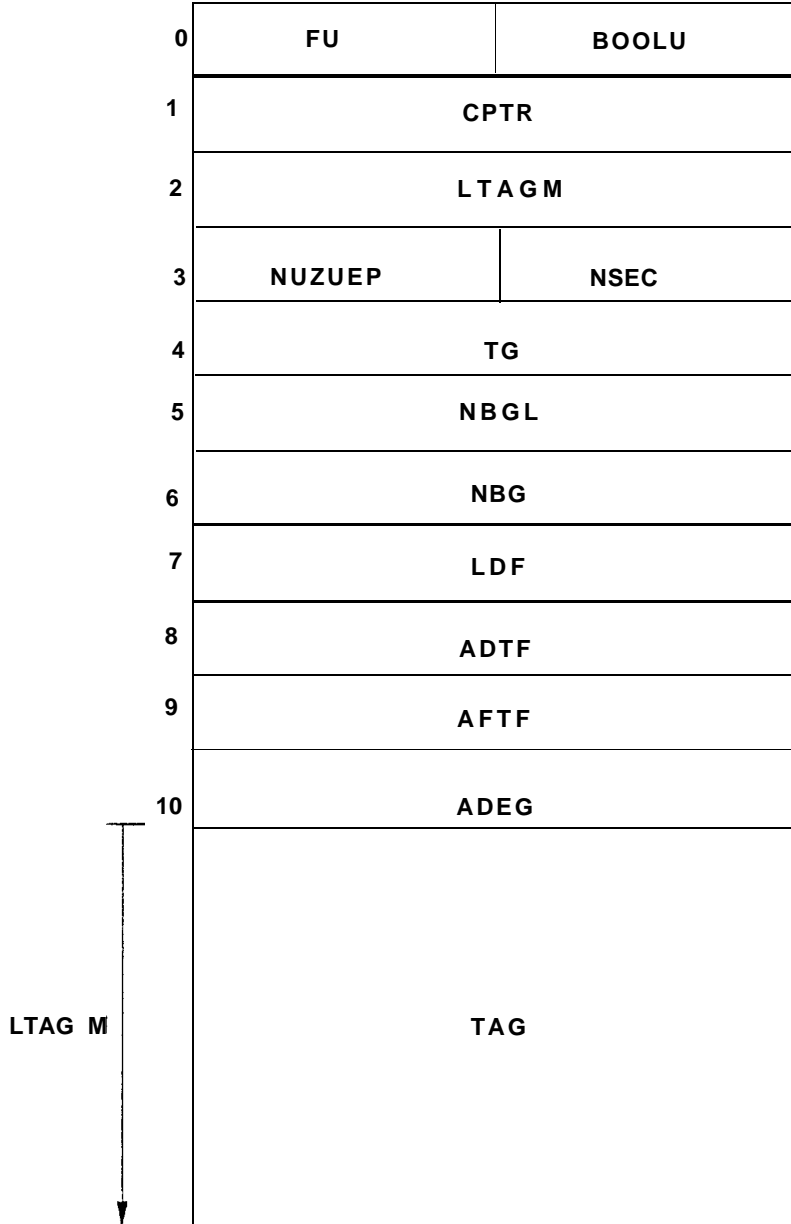 0 FU BOOLU
1 CPTR
2 LTAGM
3 NUZUEP NSEC
4 TG
5 NBGL
6 NBG
7 LDF
8 ADTF
9 AFTF
10 ADEG
LTAG M TAG